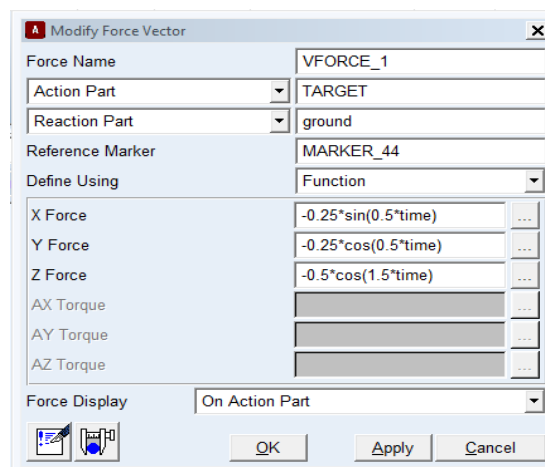 A Modify Force Vector X
Force Name VFORCE_1
Action Part TARGET
Reaction Part ground
Reference Marker MARKER_44
Define Using Function
X Force -0.25*sin(0.5*time) ...
Y Force -0.25*cos(0.5*time) ...
Z Force -0.5*cos(1.5*time) ...
AX Torque ...
AY Torque ...
AZ Torque ...
Force Display On Action Part
OK Apply Cancel